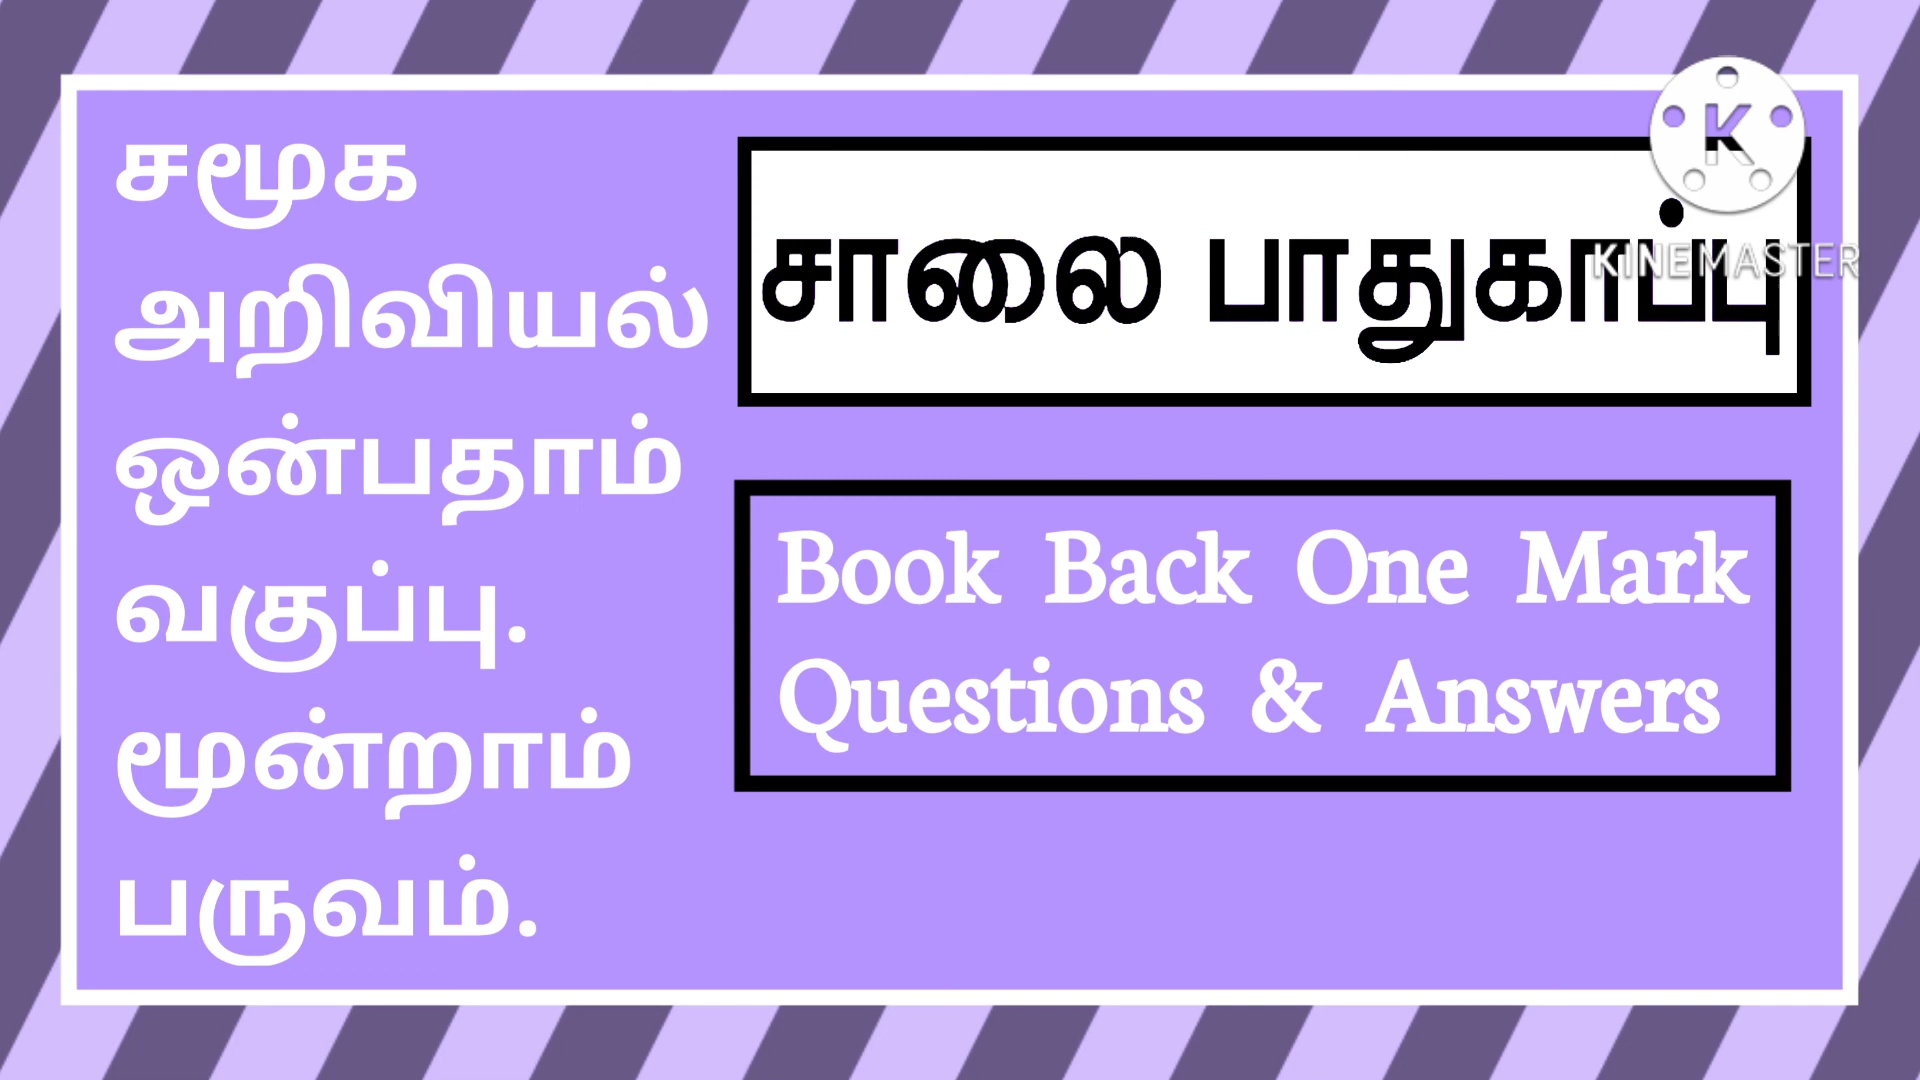 சமூக
அறிவியல்
ஒன்பதாம்
வகுப்பு.
மூன்றாம்
பருவம்.
சாலை பாதுகாப்பு
K
KINEMASTER
Book Back One Mark
Questions & Answers